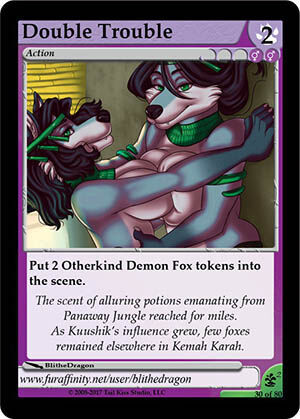 Double Trouble
2
Action
Put 2 Otherkind Demon Fox tokens into
the scene.
The scent of alluring potions emanating from
Panaway Jungle reached for miles.
As Kuushik's influence grew, few foxes
remained elsewhere in Kemah Karah.
BlitheDragon
www.furaffinity.net/user/blithedragon
© 2008-2017 Tail Kiss Studio, LLC
30 of 80